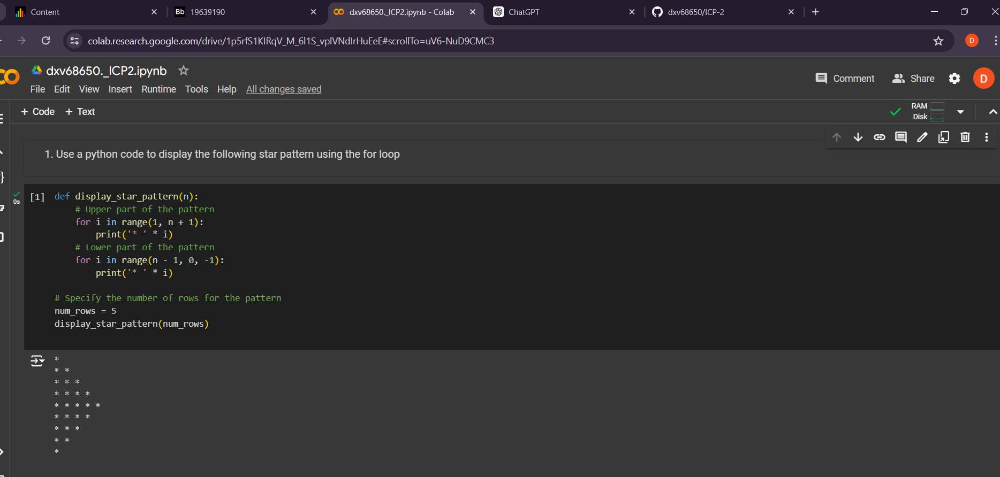 Content
Bb 19639190
dxv68650._ICP2.ipynb - Colab
ChatGPT
dxv68650/ICP-2
colab.research.google.com/drive/1p5rfS1KIRqV_M_6l1S_vplVNdIrHuEeE#scrollTo=uV6-NuD9CMC3
D
dxv68650._ICP2.ipynb
Comment
Share
D
File Edit View Insert Runtime Tools Help All changes saved
+ Code + Text
RAM
Disk
1. Use a python code to display the following star pattern using the for loop
0s
[1] def display_star_pattern(n):
    # Upper part of the pattern
    for i in range(1, n + 1):
        print('* ' * i)
    # Lower part of the pattern
    for i in range(n - 1, 0, -1):
        print('* ' * i)
# Specify the number of rows for the pattern
num_rows = 5
display_star_pattern(num_rows)
*
* *
* * *
* * * *
* * * * *
* * * *
* * *
* *
*